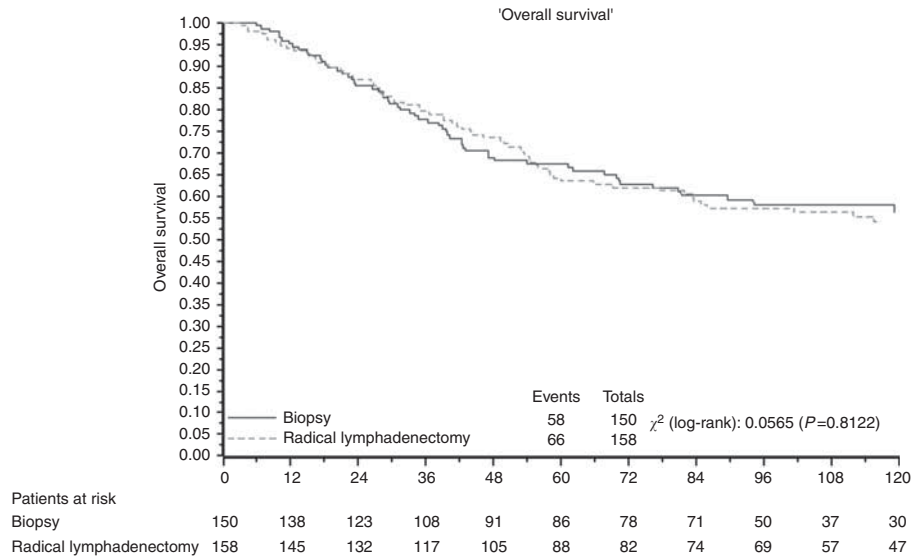 'Overall survival'
Overall survival
1.00
0.95
0.90
0.85
0.80
0.75
0.70
0.65
0.60
0.55
0.50
0.45
0.40
0.35
0.30
0.25
0.20
0.15
0.10
0.05
0.00
Events Totals
Biopsy 58 150 χ² (log-rank): 0.0565 (P=0.8122)
Radical lymphadenectomy 66 158
0 12 24 36 48 60 72 84 96 108 120
Patients at risk
Biopsy 150 138 123 108 91 86 78 71 50 37 30
Radical lymphadenectomy 158 145 132 117 105 88 82 74 69 57 47